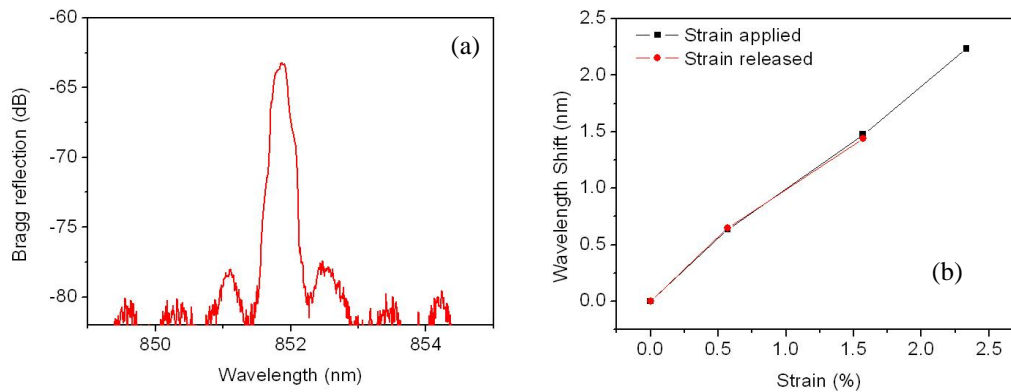 -60
-65
-70
-75
-80
850
852
854
Bragg reflection (dB)
Wavelength (nm)
(a)
2.5
2.0
1.5
1.0
0.5
0.0
0.0
0.5
1.0
1.5
2.0
2.5
Wavelength Shift (nm)
Strain (%)
Strain applied
Strain released
(b)